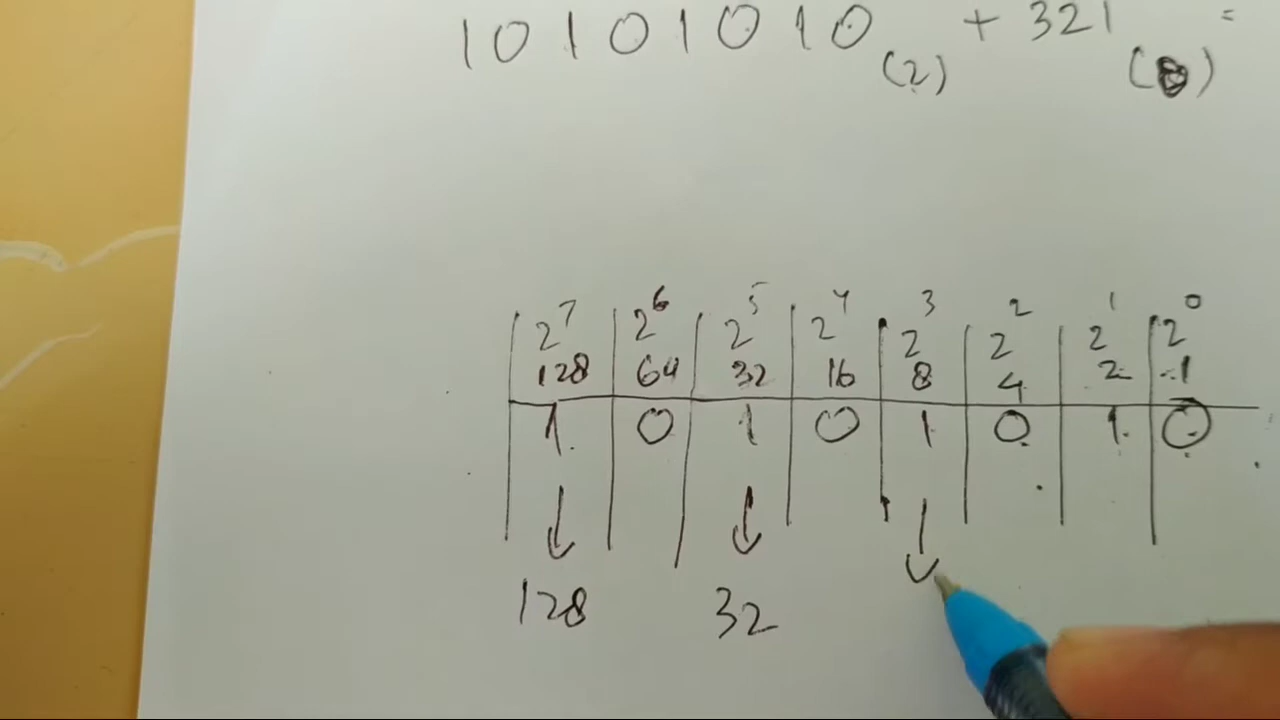 10101010(2) + 321(8) =
2^7 2^6 2^5 2^4 2^3 2^2 2^1 2^0
128 64 32 16 8 4 2 1
1 0 1 0 1 0 1 0
128 32